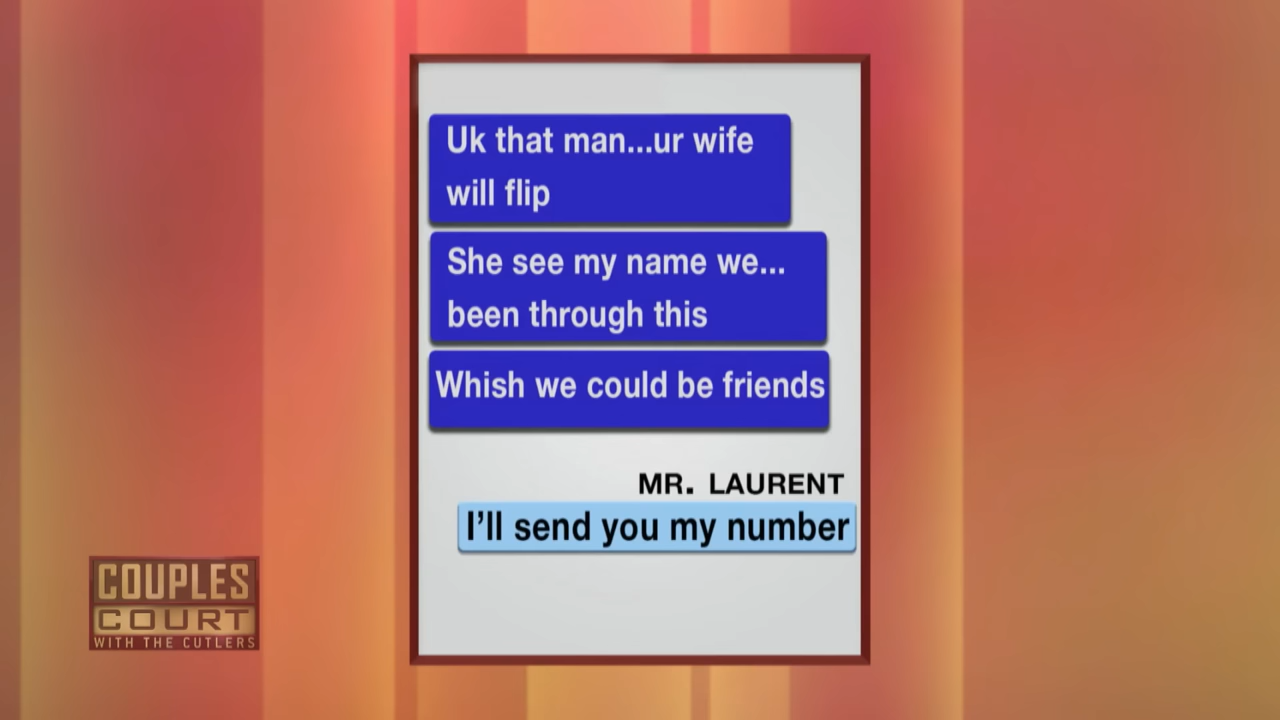 Uk that man...ur wife
will flip
She see my name we...
been through this
Whish we could be friends
MR. LAURENT
I'll send you my number
COUPLES
COURT
WITH THE CUTLERS